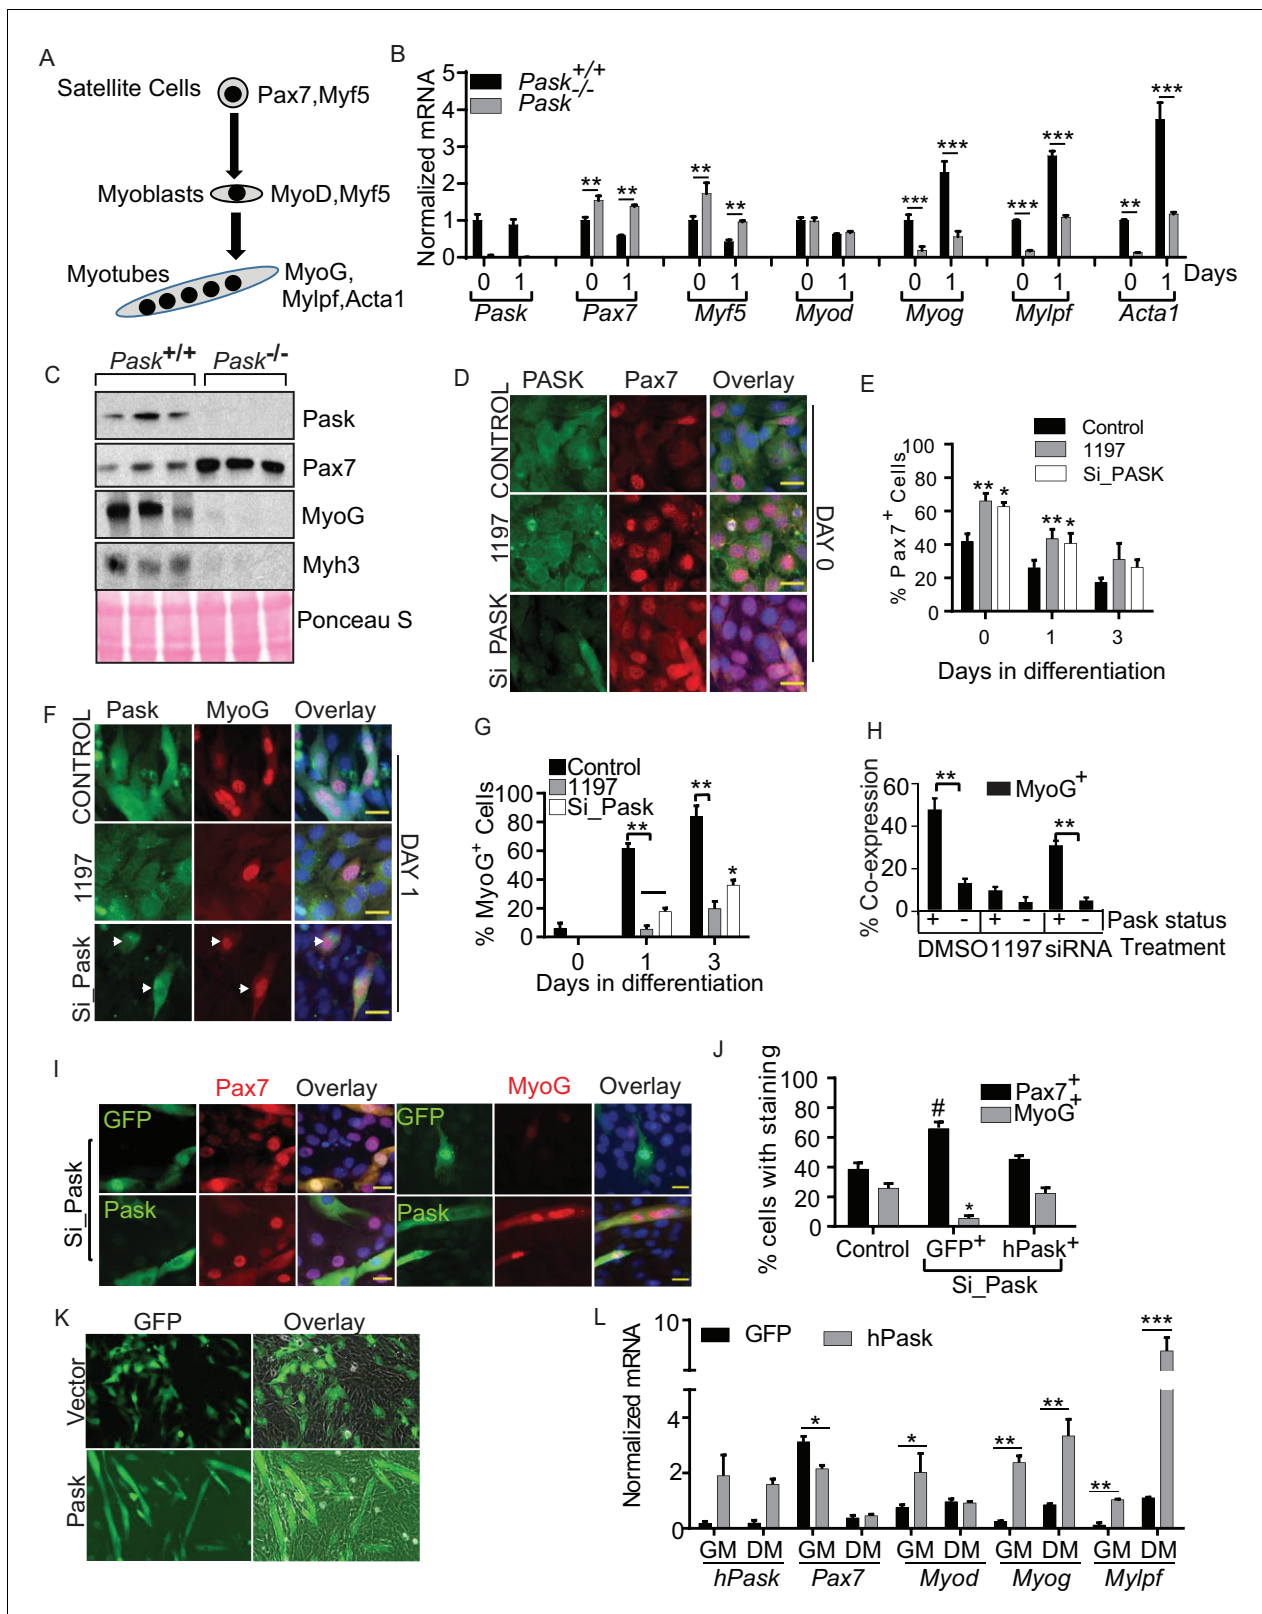 A
Satellite Cells
Pax7,Myf5
Myoblasts
MyoD,Myf5
Myotubes
MyoG,
Mylpf,Acta1
B
Normalized mRNA
5
4
3
2
1
0
Pask+/+
Pask-/-
** ** ** ** *** *** *** *** ** ***
0 1 0 1 0 1 0 1 0 1 0 1 0 1 Days
Pask Pax7 Myf5 Myod Myog Mylpf Acta1
C
Pask+/+ Pask-/-
Pask
Pax7
MyoG
Myh3
Ponceau S
D
PASK Pax7 Overlay
CONTROL
1197
Si_PASK
DAY 0
E
Control
1197
Si_PASK
% Pax7+ Cells
100
80
60
40
20
0
** * ** *
0 1 3
Days in differentiation
F
Pask MyoG Overlay
CONTROL
1197
Si_Pask
DAY 1
G
Control
1197
Si_Pask
% MyoG+ Cells
100
80
60
40
20
0
** ** *
0 1 3
Days in differentiation
H
% Co-expression
60
40
20
0
MyoG+
** **
+ - + - + - Pask status
DMSO 1197 siRNA Treatment
I
Pax7 Overlay MyoG Overlay
Si_Pask
GFP GFP
Pask Pask
J
% cells with staining
100
80
60
40
20
0
Pax7+
MyoG+
# *
Control GFP+ hPask+
Si_Pask
K
GFP Overlay
Vector
Pask
L
Normalized mRNA
10
4
2
0
GFP hPask
* * ** ** ** ***
GM DM GM DM GM DM GM DM GM DM
hPask Pax7 Myod Myog Mylpf